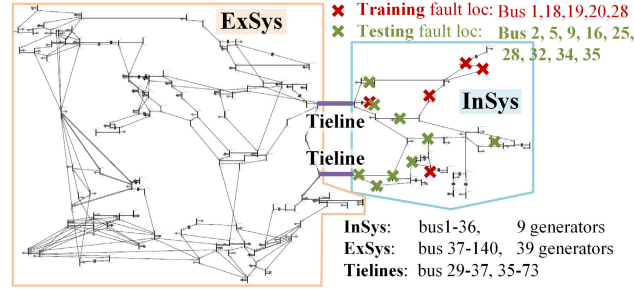 ExSys
Training fault loc: Bus 1,18,19,20,28
Testing fault loc: Bus 2, 5, 9, 16, 25,
28, 32, 34, 35
InSys
Tieline
Tieline
InSys: bus1-36, 9 generators
ExSys: bus 37-140, 39 generators
Tielines: bus 29-37, 35-73